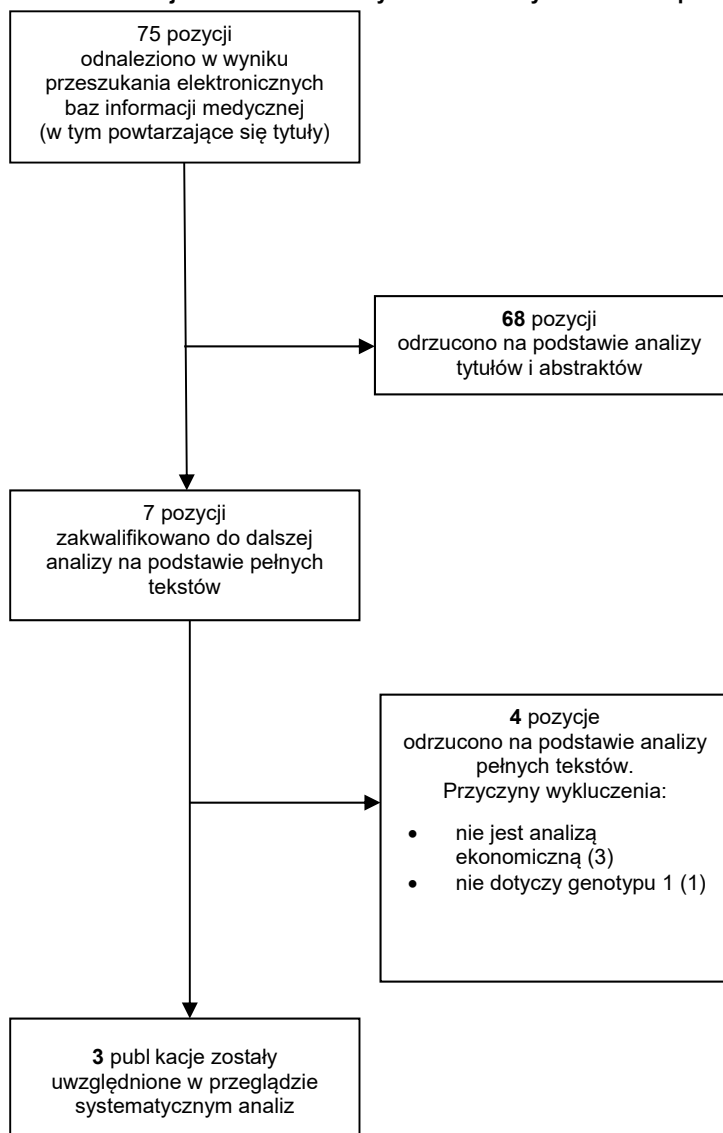 75 pozycji
odnaleziono w wyniku
przeszukania elektronicznych
baz informacji medycznej
(w tym powtarzające się tytuły)
68 pozycji
odrzucono na podstawie analizy
tytułów i abstraktów
7 pozycji
zakwalifikowano do dalszej
analizy na podstawie pełnych
tekstów
4 pozycje
odrzucono na podstawie analizy
pełnych tekstów.
Przyczyny wykluczenia:
• nie jest analizą
ekonomiczną (3)
• nie dotyczy genotypu 1 (1)
3 publ kacje zostały
uwzględnione w przeglądzie
systematycznym analiz